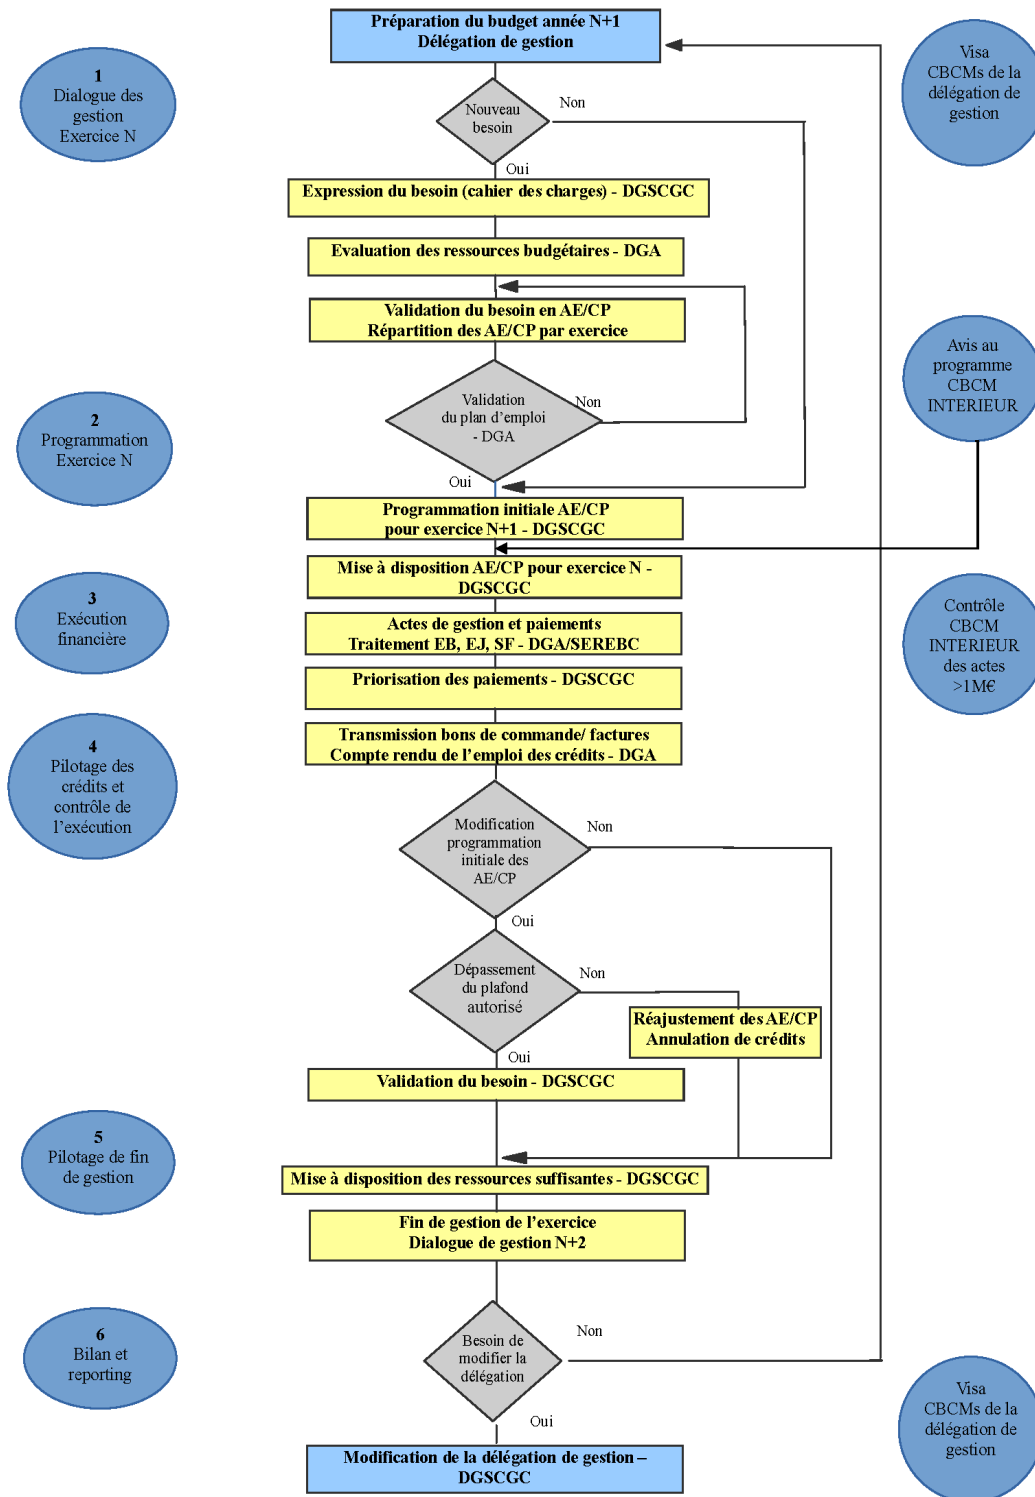 Préparation du budget année N+1
Délégation de gestion
1
Dialogue des
gestion
Exercice N
Visa
CBCMs de la
délégation de
gestion
Nouveau
besoin
Non
Oui
Expression du besoin (cahier des charges) - DGSCGC
Evaluation des ressources budgétaires - DGA
Validation du besoin en AE/CP
Répartition des AE/CP par exercice
Avis au
programme
CBCM
INTERIEUR
Validation
du plan d’emploi
- DGA
Non
2
Programmation
Exercice N
Oui
Programmation initiale AE/CP
pour exercice N+1 - DGSCGC
Mise à disposition AE/CP pour exercice N -
DGSCGC
3
Exécution
financière
Contrôle
CBCM
INTERIEUR
des actes
>1M€
Actes de gestion et paiements
Traitement EB, EJ, SF - DGA/SEREBC
Priorisation des paiements - DGSCGC
Transmission bons de commande/ factures
Compte rendu de l’emploi des crédits - DGA
4
Pilotage des
crédits et
contrôle de
l’exécution
Modification
programmation
initiale des
AE/CP
Non
Oui
Dépassement
du plafond
autorisé
Non
Réajustement des AE/CP
Annulation de crédits
Oui
Validation du besoin - DGSCGC
5
Pilotage de fin
de gestion
Mise à disposition des ressources suffisantes - DGSCGC
Fin de gestion de l’exercice
Dialogue de gestion N+2
6
Bilan et
reporting
Besoin de
modifier la
délégation
Non
Oui
Visa
CBCMs de la
délégation de
gestion
Modification de la délégation de gestion –
DGSCGC